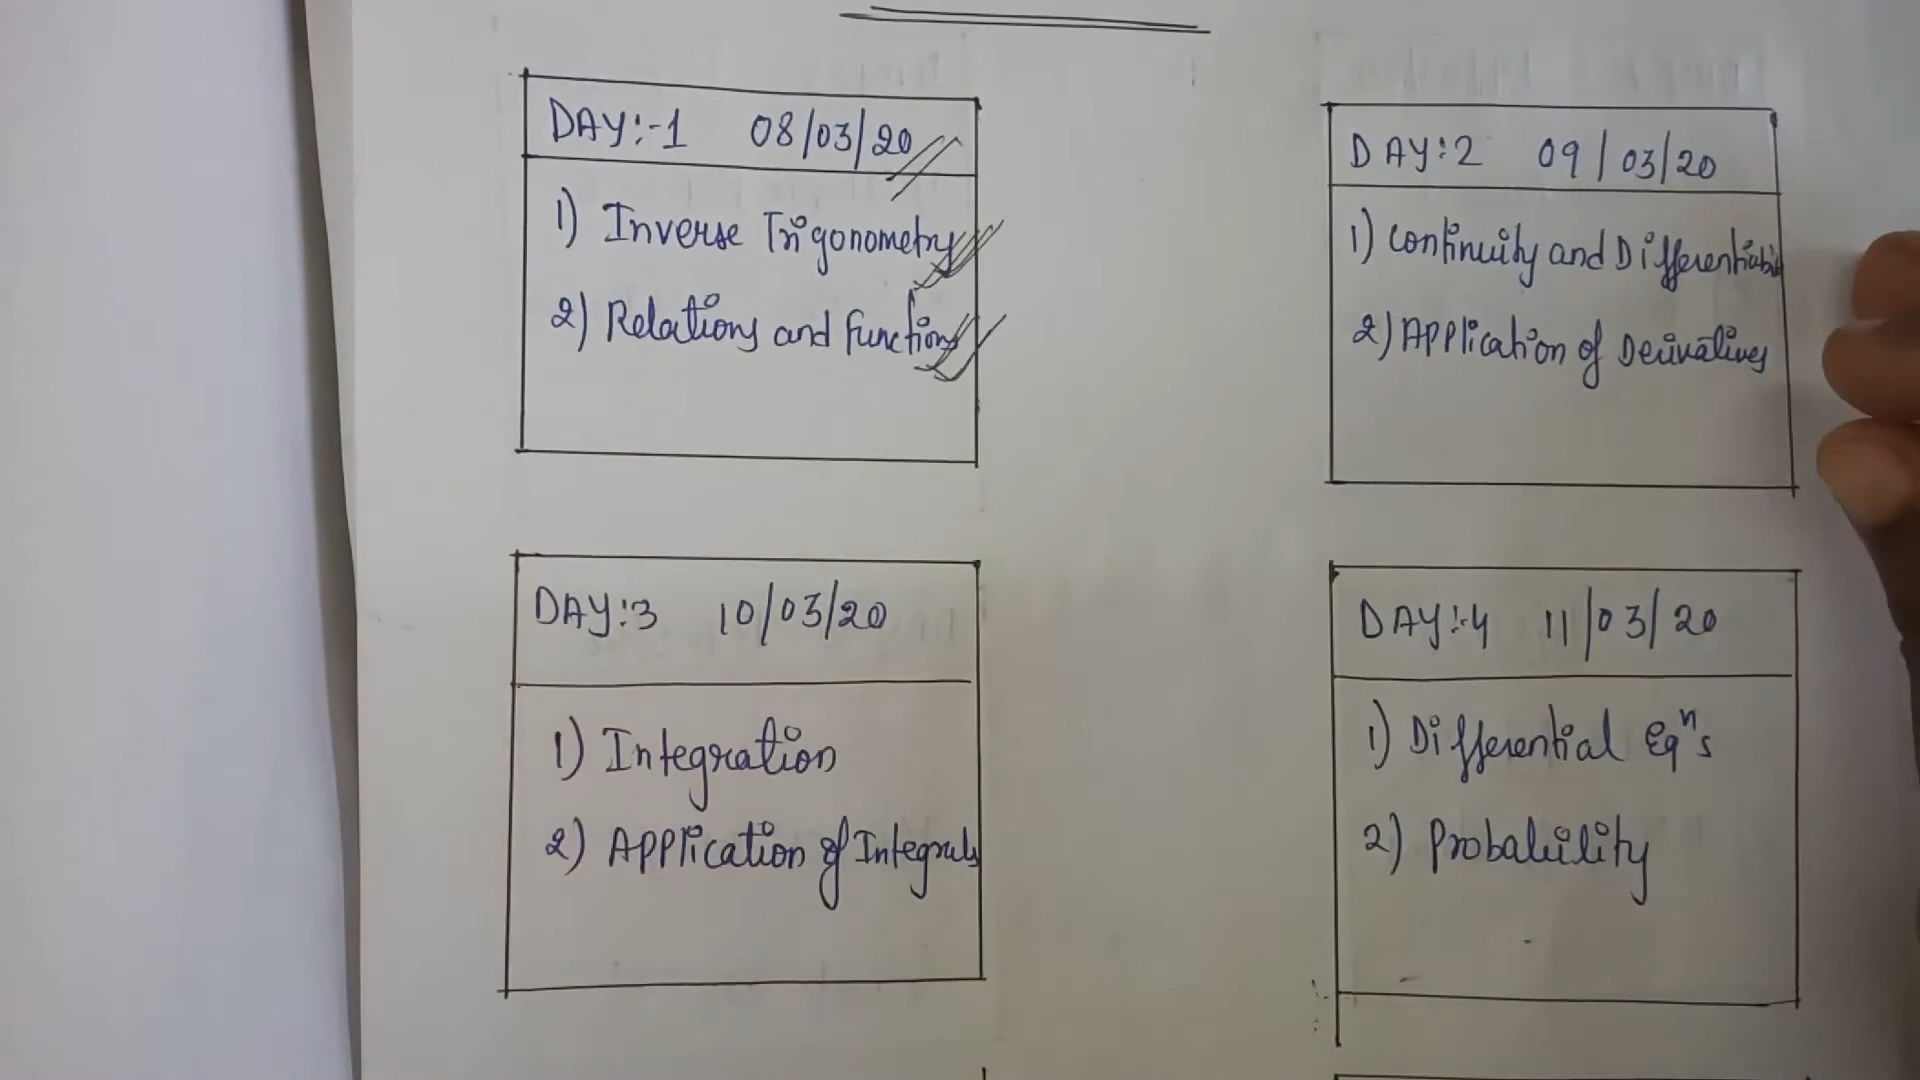 DAY:-1 08/03/20
1) Inverse Trigonometry
2) Relations and Functions
DAY:2 09/03/20
1) Continuity and Differentiability
2) Application of Derivatives
DAY:3 10/03/20
1) Integration
2) Application of Integrals
DAY:-4 11/03/20
1) Differential Eqⁿs
2) Probability